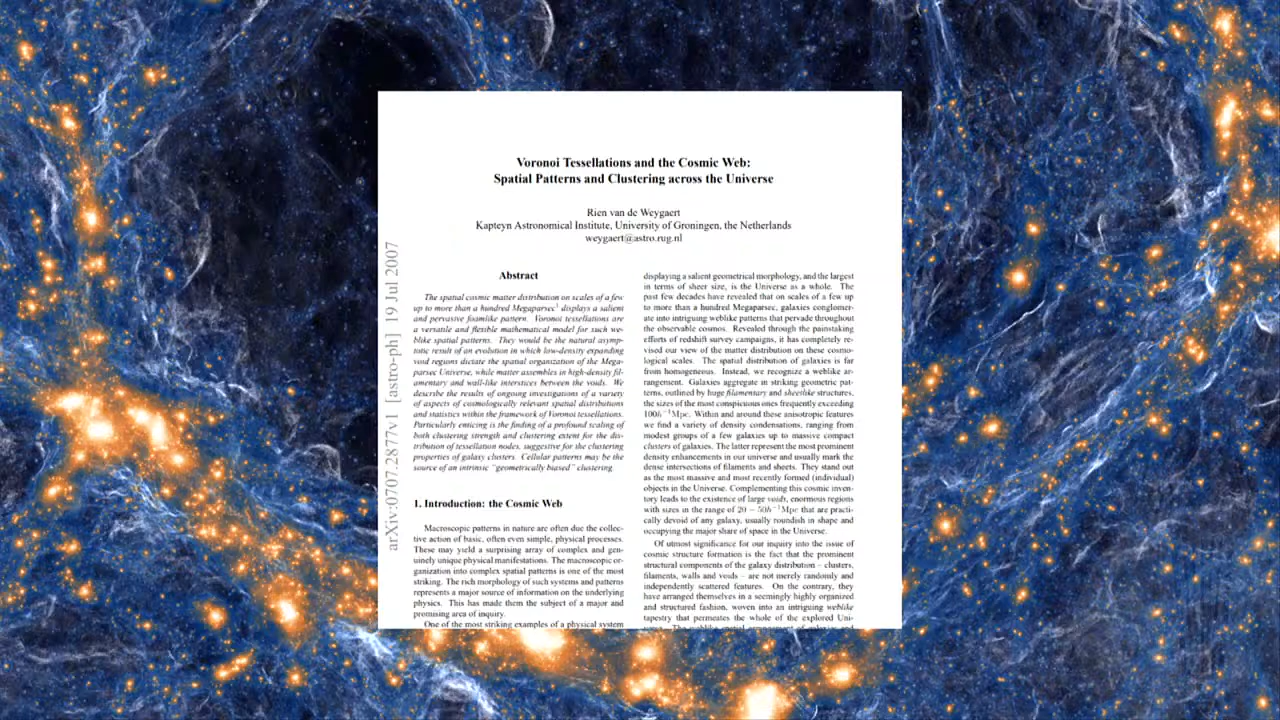 Voronoi Tessellations and the Cosmic Web:
Spatial Patterns and Clustering across the Universe
Rien van de Weygaert
Kapteyn Astronomical Institute, University of Groningen, the Netherlands
weygaert@astro.rug.nl
arXiv:0707.2877v1 [astro-ph] 19 Jul 2007
Abstract
The spatial cosmic matter distribution on scales of a few
up to more than a hundred Megaparsec¹ displays a salient
and pervasive foamlike pattern. Voronoi tessellations are
a versatile and flexible mathematical model for such we-
blike spatial patterns. They would be the natural asymp-
totic result of an evolution in which low-density expanding
void regions dictate the spatial organization of the Mega-
parsec Universe, while matter assembles in high-density fil-
amentary and wall-like interstices between the voids. We
describe the results of ongoing investigations of a variety
of aspects of cosmologically relevant spatial distributions
and statistics within the framework of Voronoi tessellations.
Particularly enticing is the finding of a profound scaling of
both clustering strength and clustering extent for the dis-
tribution of tessellation nodes, suggestive for the clustering
properties of galaxy clusters. Cellular patterns may be the
source of an intrinsic “geometrically biased” clustering.
1. Introduction: the Cosmic Web
Macroscopic patterns in nature are often due the collec-
tive action of basic, often even simple, physical processes.
These may yield a surprising array of complex and gen-
uinely unique physical manifestations. The macroscopic or-
ganization into complex spatial patterns is one of the most
striking. The rich morphology of such systems and patterns
represents a major source of information on the underlying
physics. This has made them the subject of a major and
promising area of inquiry.
One of the most striking examples of a physical system
displaying a salient geometrical morphology, and the largest
in terms of sheer size, is the Universe as a whole. The
past few decades have revealed that on scales of a few up
to more than a hundred Megaparsec, galaxies conglomer-
ate into intriguing weblike patterns that pervade throughout
the observable cosmos. Revealed through the painstaking
efforts of redshift survey campaigns, it has completely re-
vised our view of the matter distribution on these cosmo-
logical scales. The spatial distribution of galaxies is far
from homogeneous. Instead, we recognize a weblike ar-
rangement. Galaxies aggregate in striking geometric pat-
terns, outlined by huge filamentary and sheetlike structures,
the sizes of the most conspicious ones frequently exceeding
100h⁻¹Mpc. Within and around these anisotropic features
we find a variety of density condensations, ranging from
modest groups of a few galaxies up to massive compact
clusters of galaxies. The latter represent the most prominent
density enhancements in our universe and usually mark the
dense intersections of filaments and sheets. They stand out
as the most massive and most recently formed (individual)
objects in the Universe. Complementing this cosmic inven-
tory leads to the existence of large voids, enormous regions
with sizes in the range of 20 − 50h⁻¹Mpc that are practi-
cally devoid of any galaxy, usually roundish in shape and
occupying the major share of space in the Universe.
Of utmost significance for our inquiry into the issue of
cosmic structure formation is the fact that the prominent
structural components of the galaxy distribution – clusters,
filaments, walls and voids – are not merely randomly and
independently scattered features. On the contrary, they
have arranged themselves in a seemingly highly organized
and structured fashion, woven into an intriguing weblike
tapestry that permeates the whole of the explored Uni-